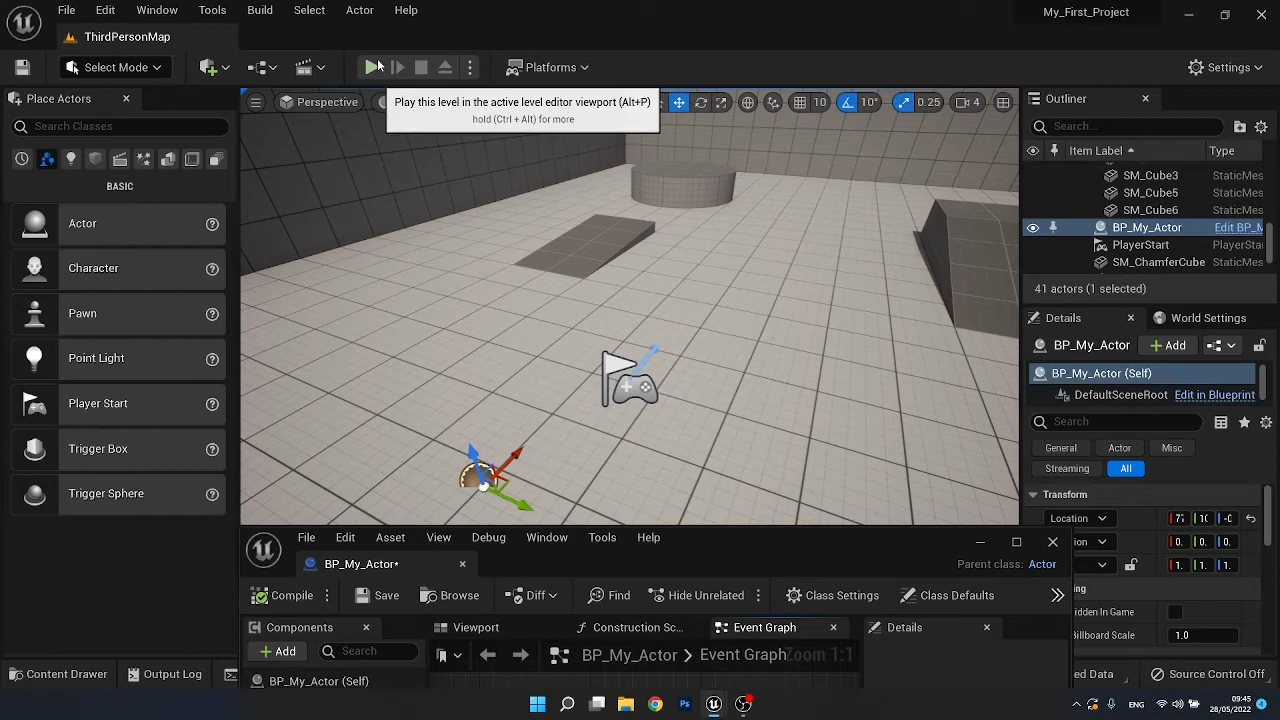 File Edit Window Tools Build Select Actor Help
My_First_Project
ThirdPersonMap
Select Mode
Platforms
Settings
Play this level in the active level editor viewport (Alt+P)
hold (Ctrl + Alt) for more
Place Actors
Search Classes
BASIC
Actor
Character
Pawn
Point Light
Player Start
Trigger Box
Trigger Sphere
Perspective
10
10°
0.25
4
Outliner
Search...
Item Label Type
SM_Cube3 StaticMes
SM_Cube5 StaticMes
SM_Cube6 StaticMes
BP_My_Actor Edit BP_M
PlayerStart PlayerStar
SM_ChamferCube StaticMes
41 actors (1 selected)
Details World Settings
BP_My_Actor Add
BP_My_Actor (Self)
DefaultSceneRoot Edit in Blueprint
Search
General Actor Misc
Streaming All
Transform
Location
1.0
File Edit Asset View Debug Window Tools Help
BP_My_Actor*
Parent class: Actor
Compile Save Browse Diff Find Hide Unrelated Class Settings Class Defaults
Components Viewport Construction Sc... Event Graph Details
Add Search
BP_My_Actor > Event Graph Zoom 1:1
BP_My_Actor (Self)
idden In Game
illboard Scale
Content Drawer Output Log
Source Control Off
09:45
28/05/2022